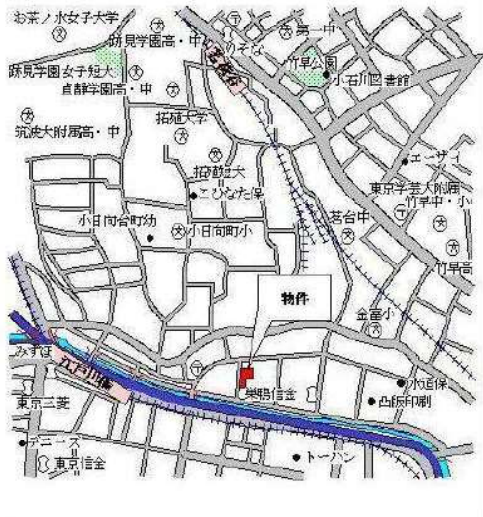 お茶ノ水女子大学
跡見学園高・中
りそな
第一中
竹早公園
小石川図書館
茗荷谷
跡見学園女子短大
貞静学園高・中
拓殖大学
筑波大附属高・中
エーザイ
拓殖短大
こひなた保
東京学芸大附属
竹早中・小
茗台中
小日向台町幼
小日向町小
竹早高
物件
金富小
みずほ
江戸川橋
巣鴨信金
水道保
凸版印刷
東京三菱
デニーズ
東京信金
トーハン